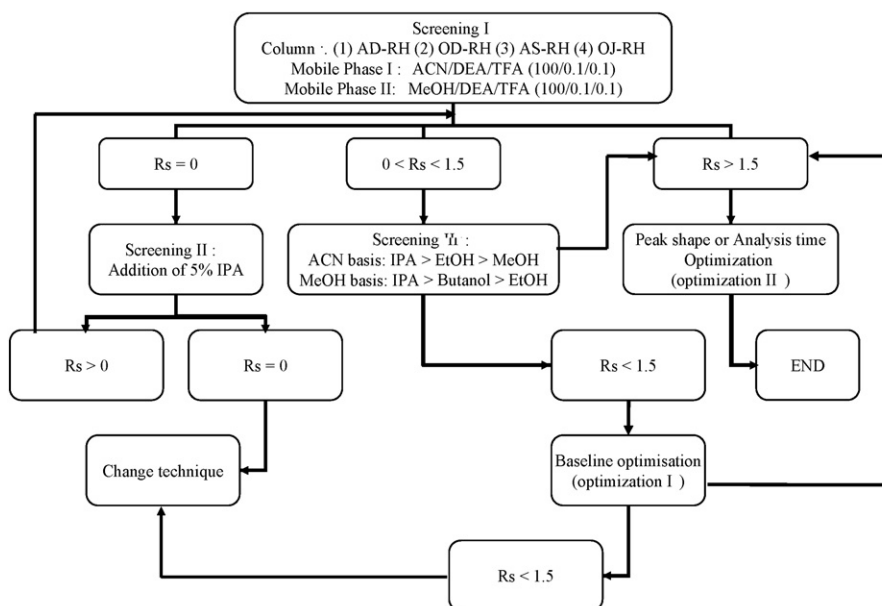 Screening I
Column : (1) AD-RH (2) OD-RH (3) AS-RH (4) OJ-RH
Mobile Phase I : ACN/DEA/TFA (100/0.1/0.1)
Mobile Phase II: MeOH/DEA/TFA (100/0.1/0.1)
Rs = 0
0 < Rs < 1.5
Rs > 1.5
Screening II :
Addition of 5% IPA
Screening :
ACN basis: IPA > EtOH > MeOH
MeOH basis: IPA > Butanol > EtOH
Peak shape or Analysis time
Optimization
(optimization II )
Rs > 0
Rs = 0
Rs < 1.5
END
Change technique
Baseline optimisation
(optimization I )
Rs < 1.5